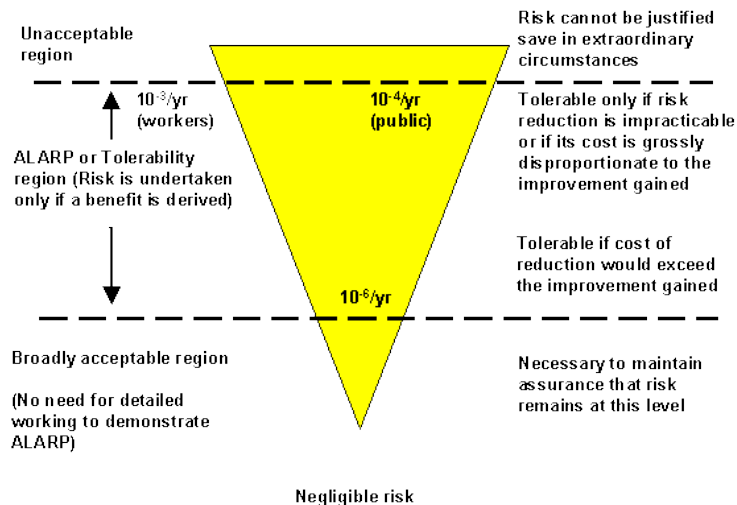 Unacceptable
region
Risk cannot be justified
save in extraordinary
circumstances
10⁻³/yr
(workers)
10⁻⁴/yr
(public)
Tolerable only if risk
reduction is impracticable
or if its cost is grossly
disproportionate to the
improvement gained
ALARP or Tolerability
region (Risk is undertaken
only if a benefit is derived)
Tolerable if cost of
reduction would exceed
the improvement gained
10⁻⁶/yr
Broadly acceptable region
(No need for detailed
working to demonstrate
ALARP)
Necessary to maintain
assurance that risk
remains at this level
Negligible risk